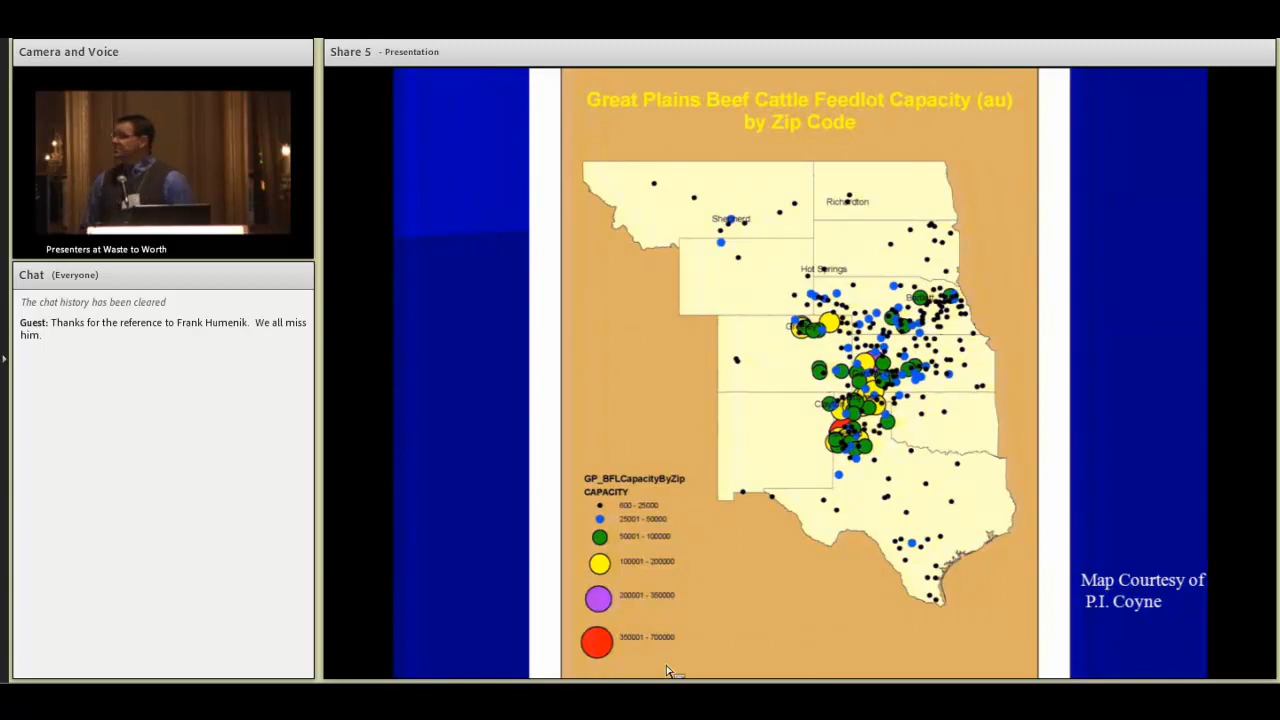 Camera and Voice
Presenters at Waste to Worth
Chat (Everyone)
The chat history has been cleared
Guest: Thanks for the reference to Frank Humenik. We all miss
him.
Share 5 - Presentation
Great Plains Beef Cattle Feedlot Capacity (au)
by Zip Code
Richardton
Hot Springs
GP_BFLCapacityByZip
CAPACITY
600 - 25000
25001 - 50000
50001 - 100000
100001 - 200000
200001 - 350000
350001 - 700000
Map Courtesy of
P.I. Coyne